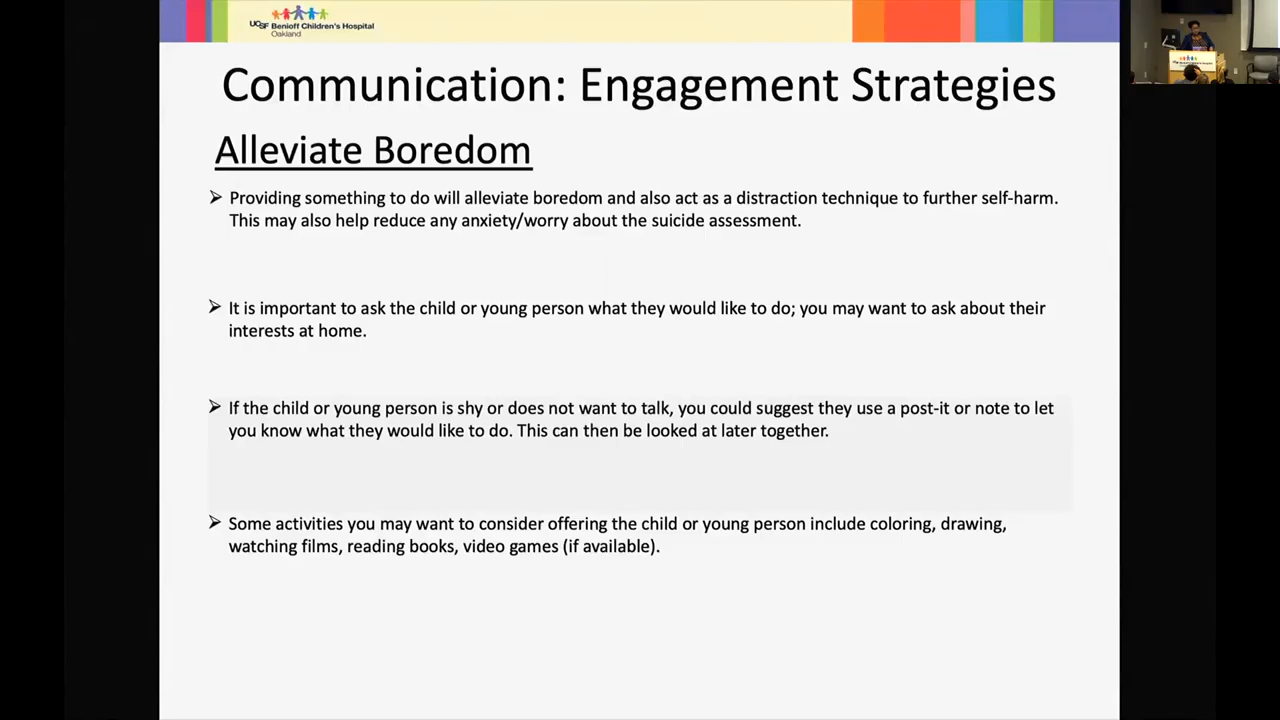 UCSF Benioff Children's Hospital
Oakland
Communication: Engagement Strategies
Alleviate Boredom
Providing something to do will alleviate boredom and also act as a distraction technique to further self-harm.
This may also help reduce any anxiety/worry about the suicide assessment.
It is important to ask the child or young person what they would like to do; you may want to ask about their
interests at home.
If the child or young person is shy or does not want to talk, you could suggest they use a post-it or note to let
you know what they would like to do. This can then be looked at later together.
Some activities you may want to consider offering the child or young person include coloring, drawing,
watching films, reading books, video games (if available).